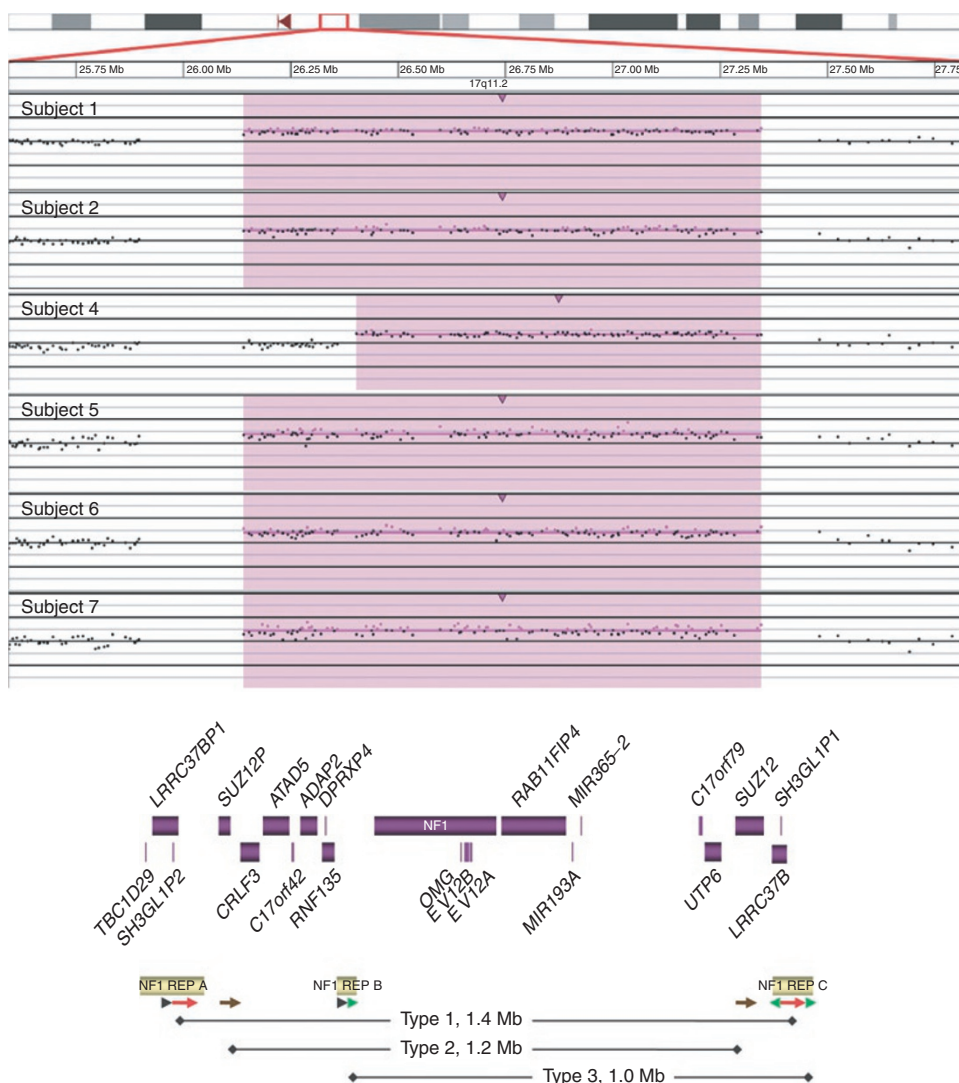 25.75 Mb 26.00 Mb 26.25 Mb 26.50 Mb 26.75 Mb 27.00 Mb 27.25 Mb 27.50 Mb 27.75
17q11.2
Subject 1
Subject 2
Subject 4
Subject 5
Subject 6
Subject 7
LRRC37BP1 SUZ12P ATAD5 ADAP2 DPRXP4 RAB11FIP4 MIR365-2 C17orf79 SUZ12 SH3GL1P1
NF1
TBC1D29 SH3GL1P2 CRLF3 C17orf42 RNF135 OMG EV12B EV12A MIR193A UTP6 LRRC37B
NF1 REP A NF1 REP B NF1 REP C
Type 1, 1.4 Mb
Type 2, 1.2 Mb
Type 3, 1.0 Mb